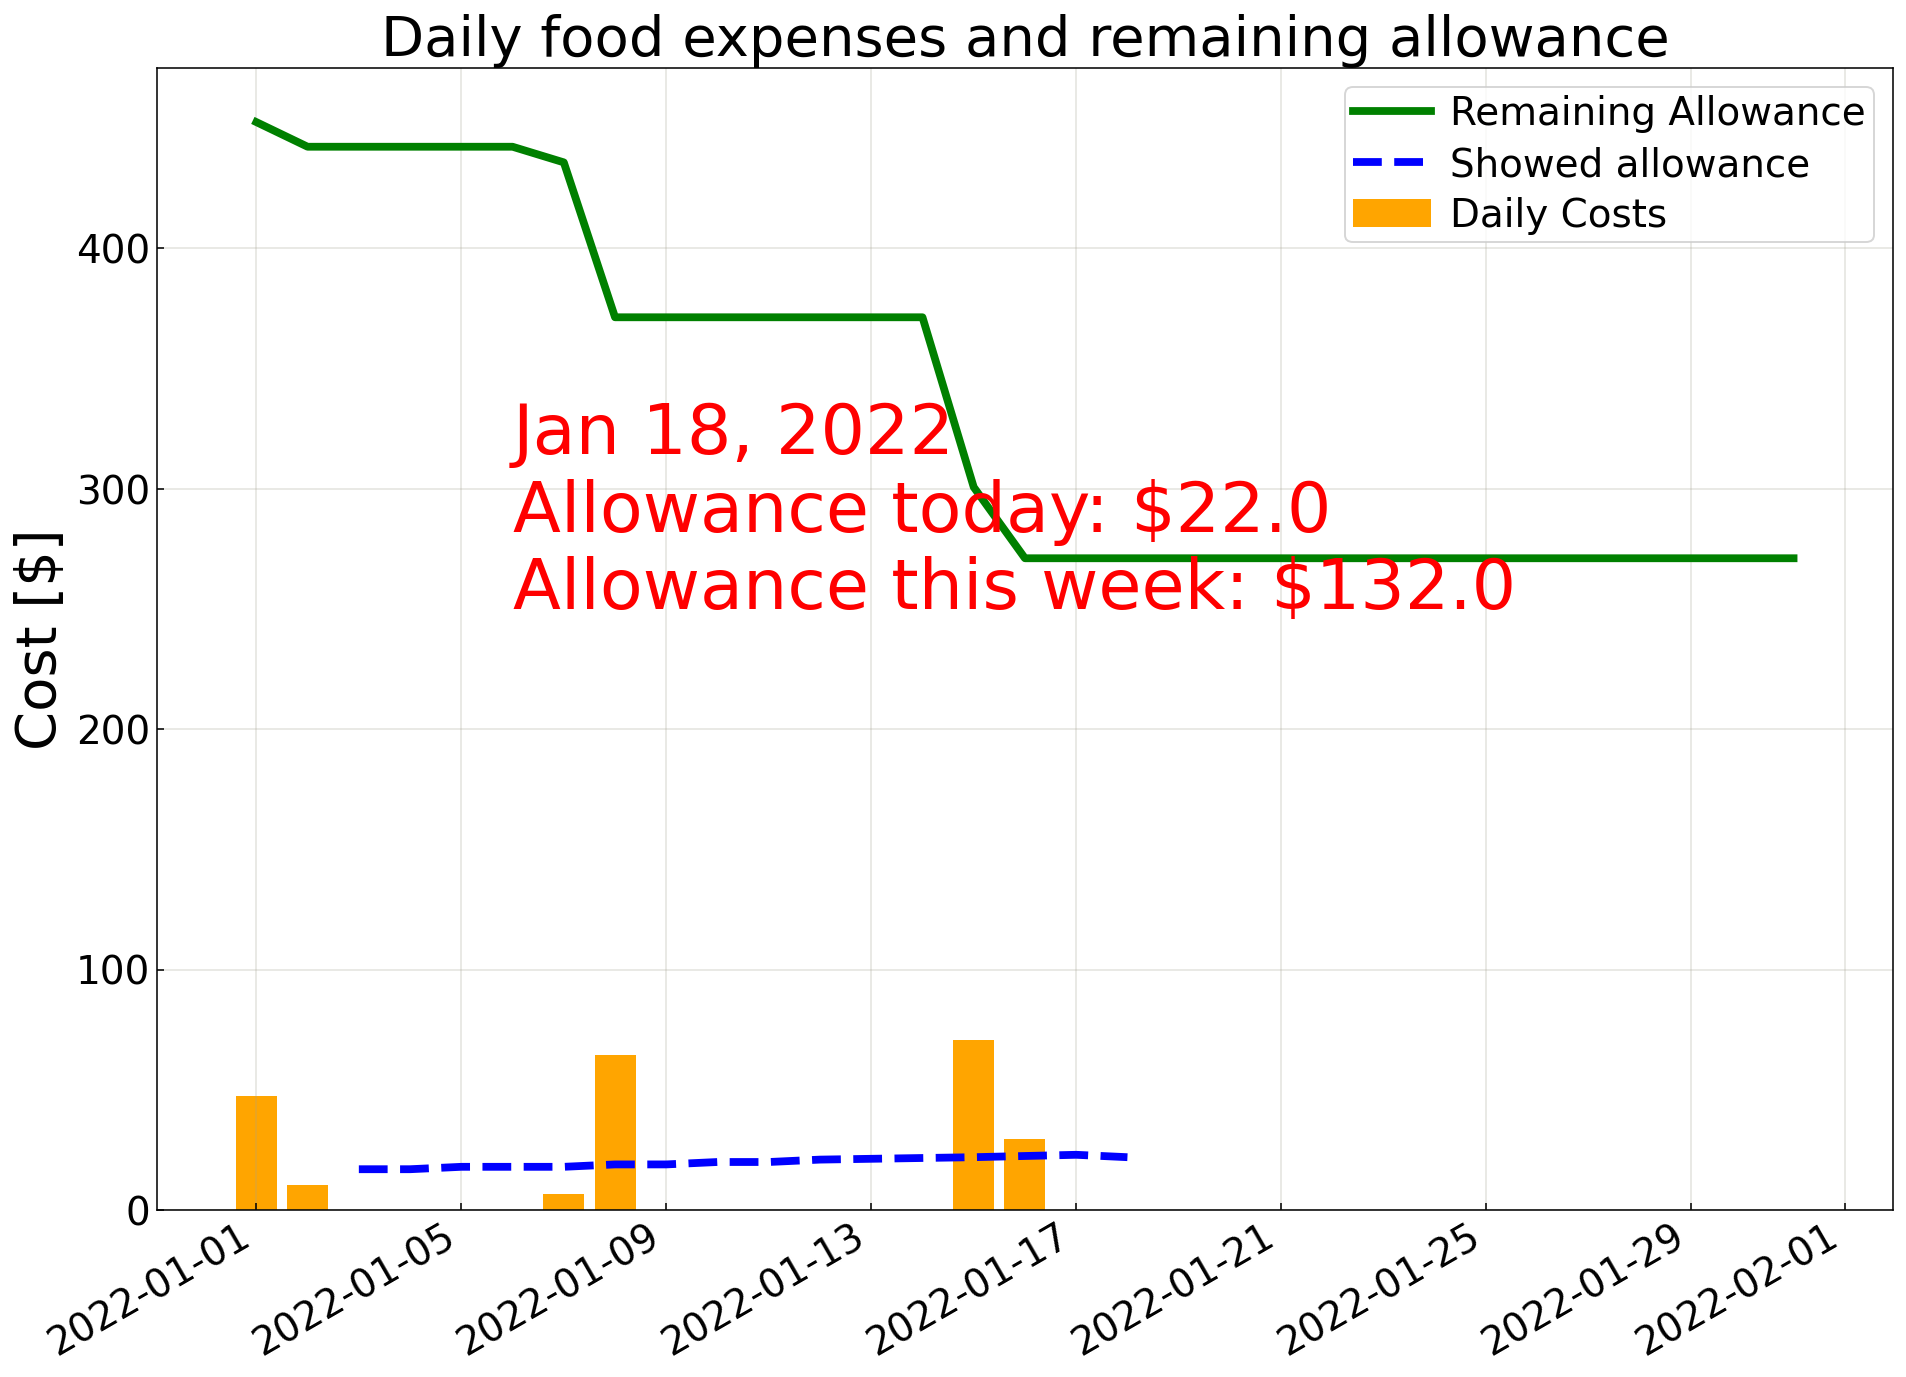 Daily food expenses and remaining allowance
Remaining Allowance
Showed allowance
Daily Costs
Cost [$]
400
300
200
100
0
Jan 18, 2022
Allowance today: $22.0
Allowance this week: $132.0
2022-01-01
2022-01-05
2022-01-09
2022-01-13
2022-01-17
2022-01-21
2022-01-25
2022-01-29
2022-02-01